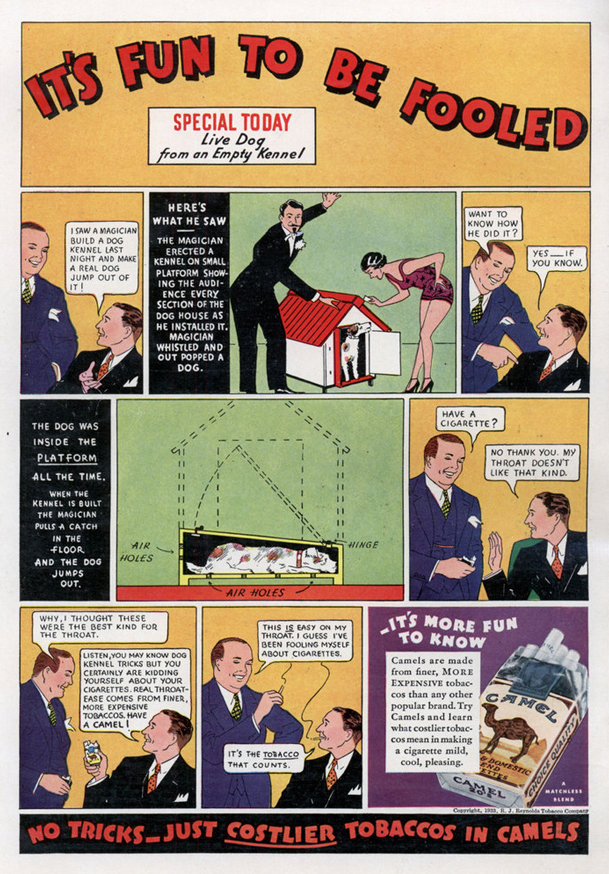 IT'S FUN TO BE FOOLED
SPECIAL TODAY
Live Dog
from an Empty Kennel
I SAW A MAGICIAN
BUILD A DOG
KENNEL LAST
NIGHT AND MAKE
A REAL DOG
JUMP OUT OF
IT!
HERE'S
WHAT HE SAW
THE MAGICIAN
ERECTED A
KENNEL ON SMALL
PLATFORM SHOW-
ING THE AUDI-
ENCE EVERY
SECTION OF THE
DOG HOUSE AS
HE INSTALLED IT.
MAGICIAN
WHISTLED AND
OUT POPPED A
DOG.
WANT TO
KNOW HOW
HE DID IT?
YES—IF
YOU KNOW.
THE DOG WAS
INSIDE THE
PLATFORM
ALL THE TIME.
WHEN THE
KENNEL IS BUILT
THE MAGICIAN
PULLS A CATCH
IN THE
FLOOR
AND THE DOG
JUMPS
OUT.
AIR
HOLES
HINGE
AIR HOLES
HAVE A
CIGARETTE?
NO THANK YOU. MY
THROAT DOESN'T
LIKE THAT KIND.
WHY, I THOUGHT THESE
WERE THE BEST KIND FOR
THE THROAT.
LISTEN, YOU MAY KNOW DOG
KENNEL TRICKS BUT YOU
CERTAINLY ARE KIDDING
YOURSELF ABOUT YOUR
CIGARETTES. REAL THROAT-
EASE COMES FROM FINER,
MORE EXPENSIVE
TOBACCOS. HAVE
A CAMEL!
THIS IS EASY ON MY
THROAT. I GUESS I'VE
BEEN FOOLING MYSELF
ABOUT CIGARETTES.
IT'S THE TOBACCO
THAT COUNTS.
—IT'S MORE FUN
TO KNOW
Camels are made
from finer, MORE
EXPENSIVE tobac-
cos than any other
popular brand. Try
Camels and learn
what costlier tobac-
cos mean in making
a cigarette mild,
cool, pleasing.
CAMEL
& DOMESTIC
CAMEL
20
CHOICE QUALITY
A
MATCHLESS
BLEND
Copyright, 1933, R. J. Reynolds Tobacco Company
NO TRICKS—JUST COSTLIER TOBACCOS IN CAMELS